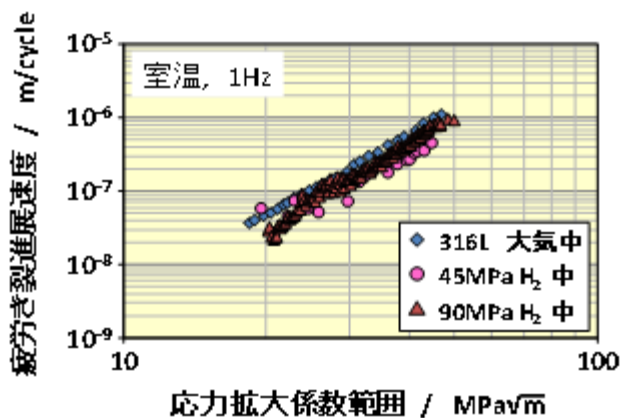 疲労き裂進展速度 / m/cycle
10-5
10-6
10-7
10-8
10-9
室温, 1Hz
316L 大気中
45MPa H2 中
90MPa H2 中
10
100
応力拡大係数範囲 / MPa√m